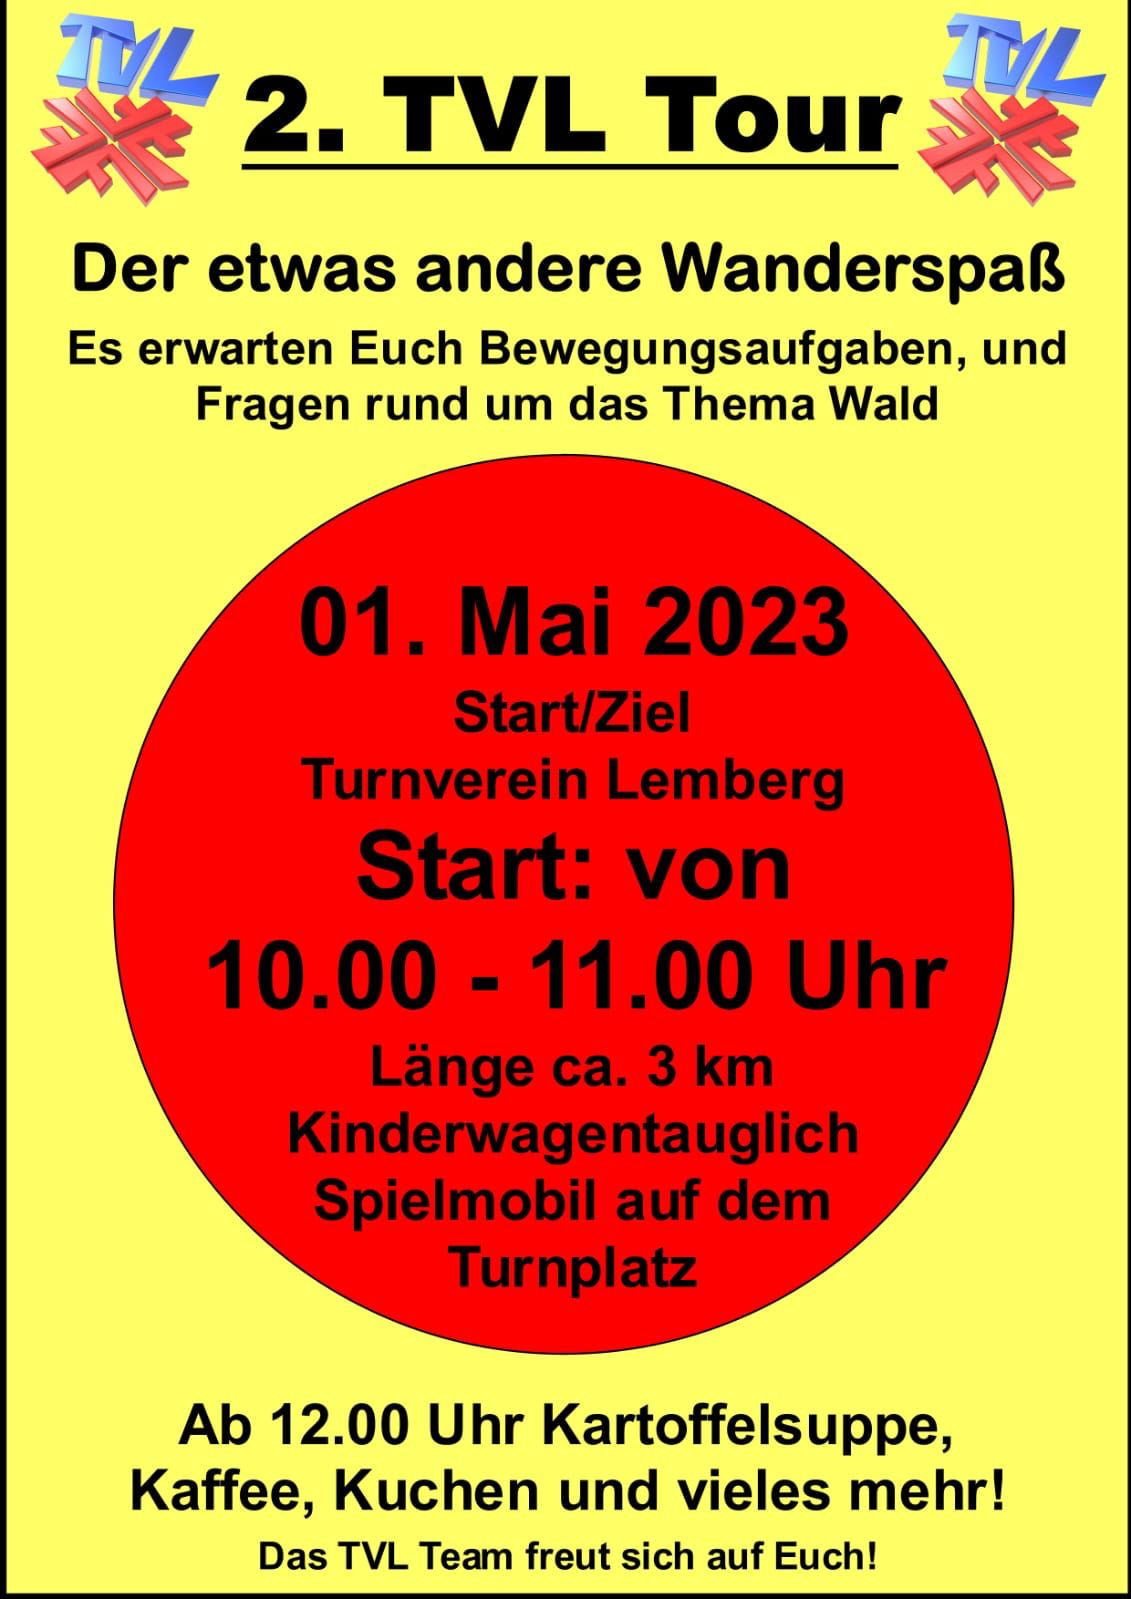 TVL
TVL
2. TVL Tour
Der etwas andere Wanderspaß
Es erwarten Euch Bewegungsaufgaben, und
Fragen rund um das Thema Wald
01. Mai 2023
Start/Ziel
Turnverein Lemberg
Start: von
10.00 - 11.00 Uhr
Länge ca. 3 km
Kinderwagentauglich
Spielmobil auf dem
Turnplatz
Ab 12.00 Uhr Kartoffelsuppe,
Kaffee, Kuchen und vieles mehr!
Das TVL Team freut sich auf Euch!